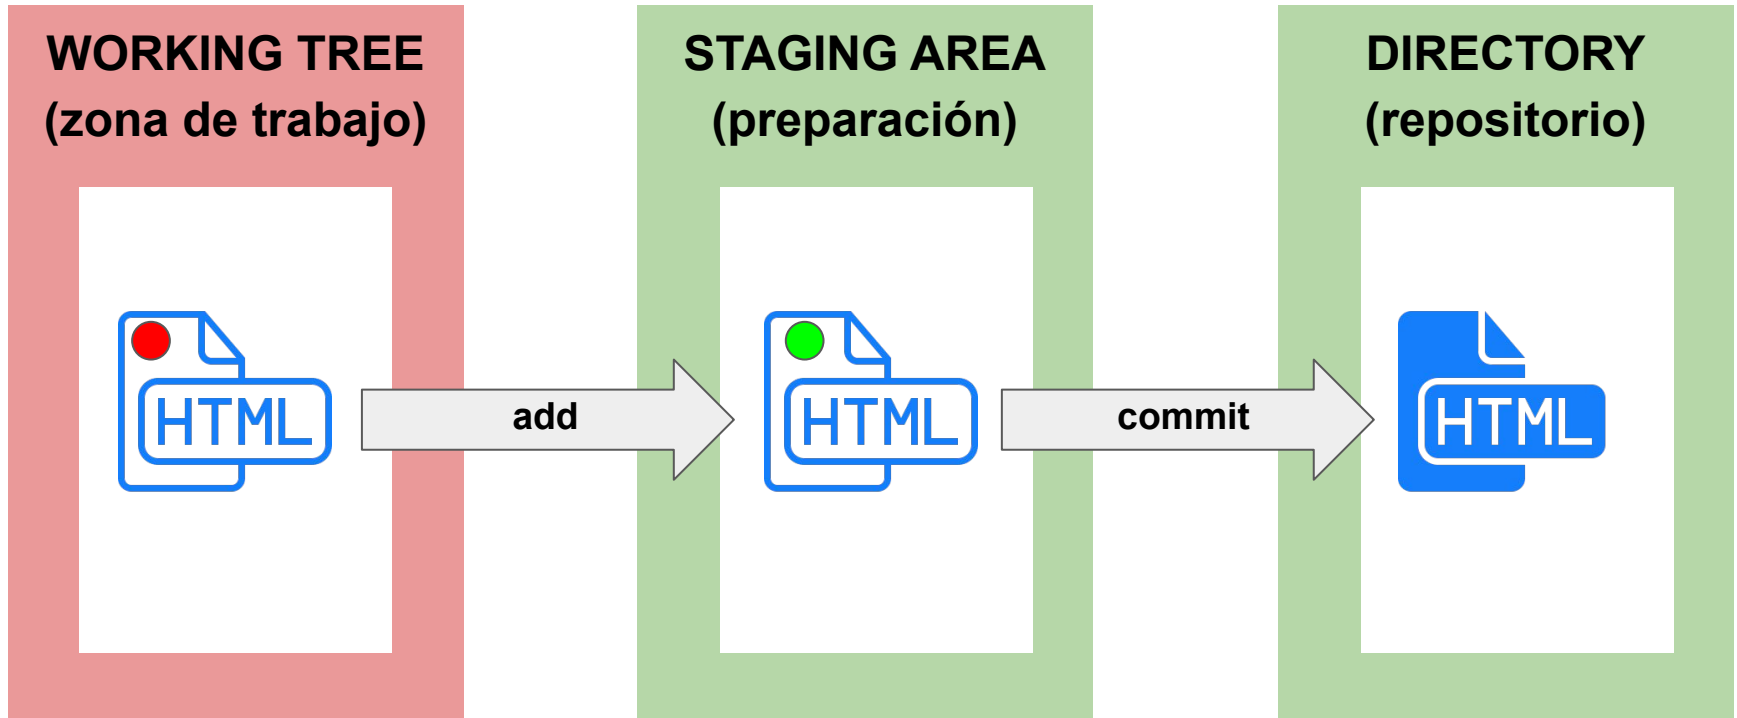 WORKING TREE
(zona de trabajo)
STAGING AREA
(preparación)
DIRECTORY
(repositorio)
HTML
add
HTML
commit
HTML